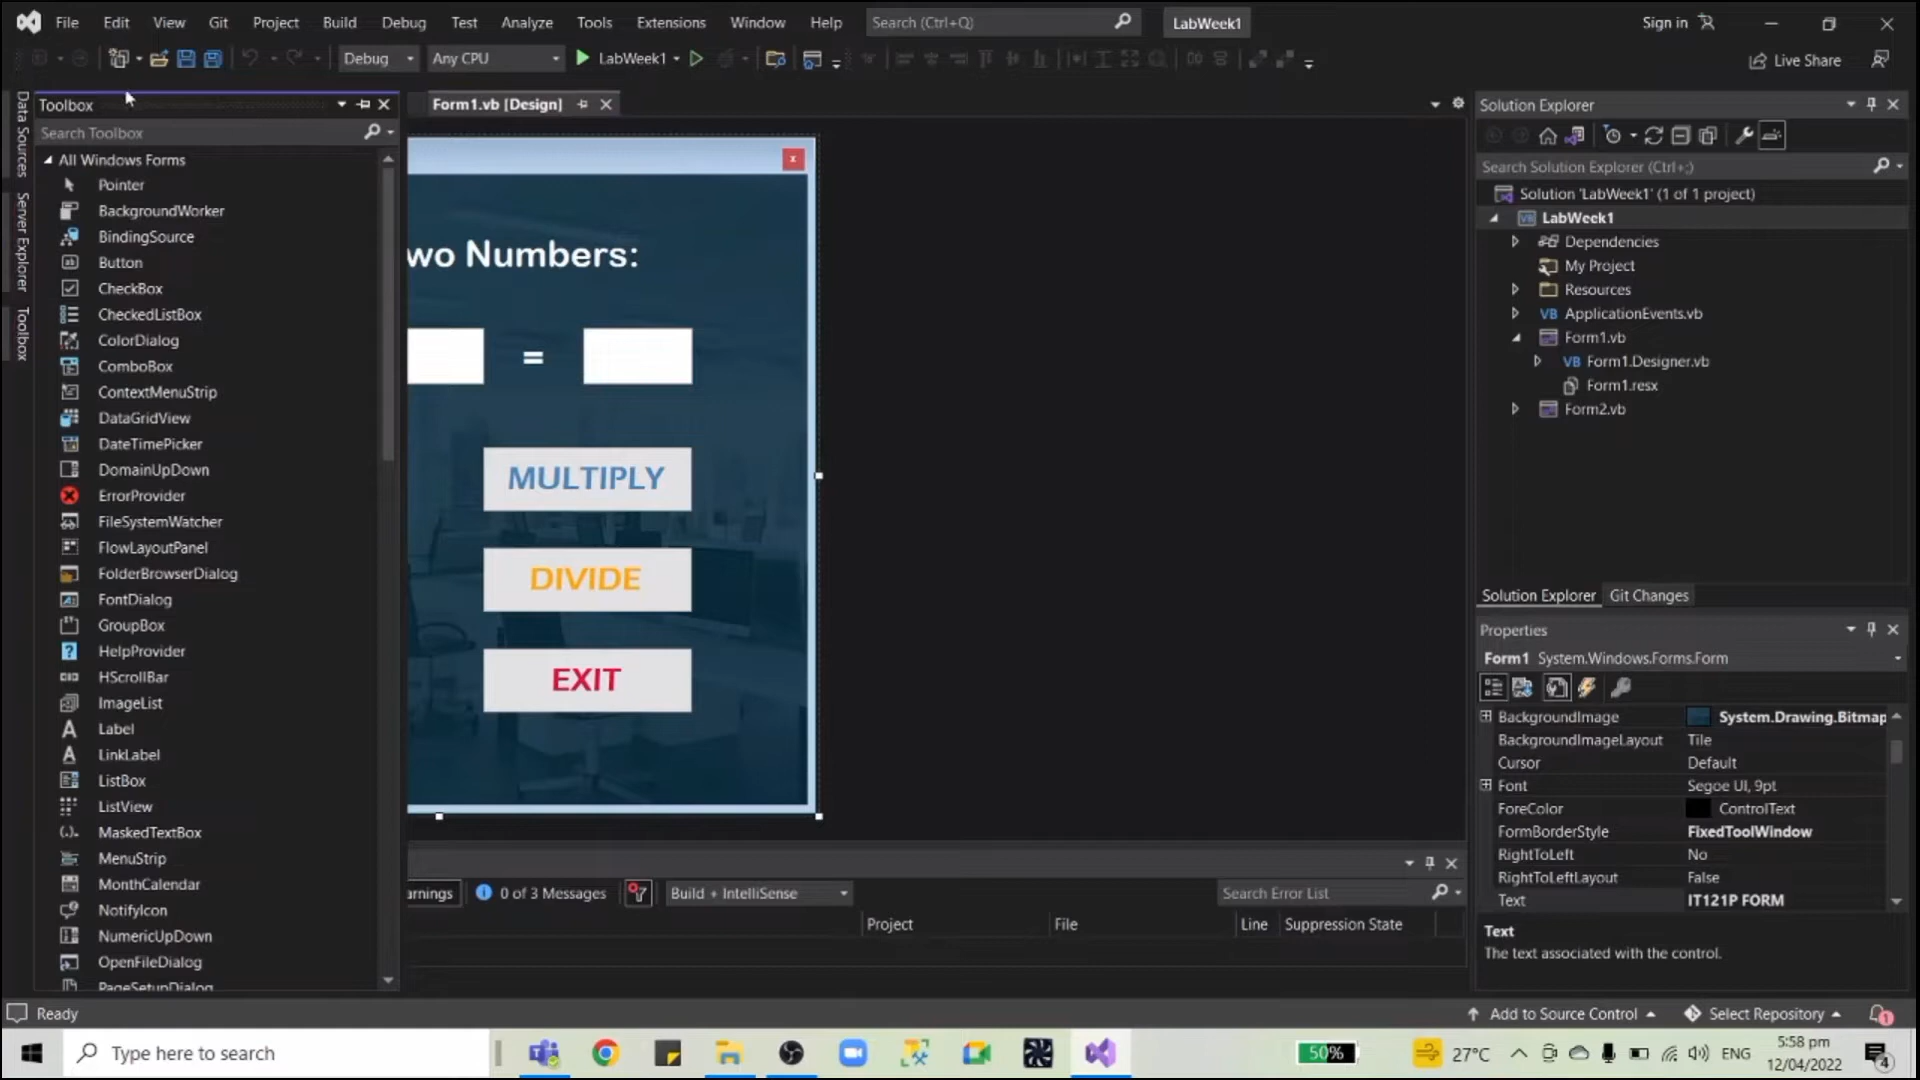 File Edit View Git Project Build Debug Test Analyze Tools Extensions Window Help Search (Ctrl+Q) LabWeek1 Sign in
Debug Any CPU LabWeek1 Live Share
Data Sources
Server Explorer
Toolbox
Toolbox
Search Toolbox
All Windows Forms
Pointer
BackgroundWorker
BindingSource
Button
CheckBox
CheckedListBox
ColorDialog
ComboBox
ContextMenuStrip
DataGridView
DateTimePicker
DomainUpDown
ErrorProvider
FileSystemWatcher
FlowLayoutPanel
FolderBrowserDialog
FontDialog
GroupBox
HelpProvider
HScrollBar
ImageList
Label
LinkLabel
ListBox
ListView
MaskedTextBox
MenuStrip
MonthCalendar
NotifyIcon
NumericUpDown
OpenFileDialog
PageSetupDialog
Form1.vb [Design]
wo Numbers:
=
MULTIPLY
DIVIDE
EXIT
arnings 0 of 3 Messages Build + IntelliSense Search Error List
Project File Line Suppression State
Solution Explorer
Search Solution Explorer (Ctrl+;)
Solution 'LabWeek1' (1 of 1 project)
VB LabWeek1
Dependencies
My Project
Resources
VB ApplicationEvents.vb
Form1.vb
VB Form1.Designer.vb
Form1.resx
Form2.vb
Solution Explorer Git Changes
Properties
Form1 System.Windows.Forms.Form
BackgroundImage System.Drawing.Bitmap
BackgroundImageLayout Tile
Cursor Default
Font Segoe UI, 9pt
ForeColor ControlText
FormBorderStyle FixedToolWindow
RightToLeft No
RightToLeftLayout False
Text IT121P FORM
Text
The text associated with the control.
Ready Add to Source Control Select Repository 1
Type here to search 50% 27°C ENG 5:58 pm
12/04/2022 4